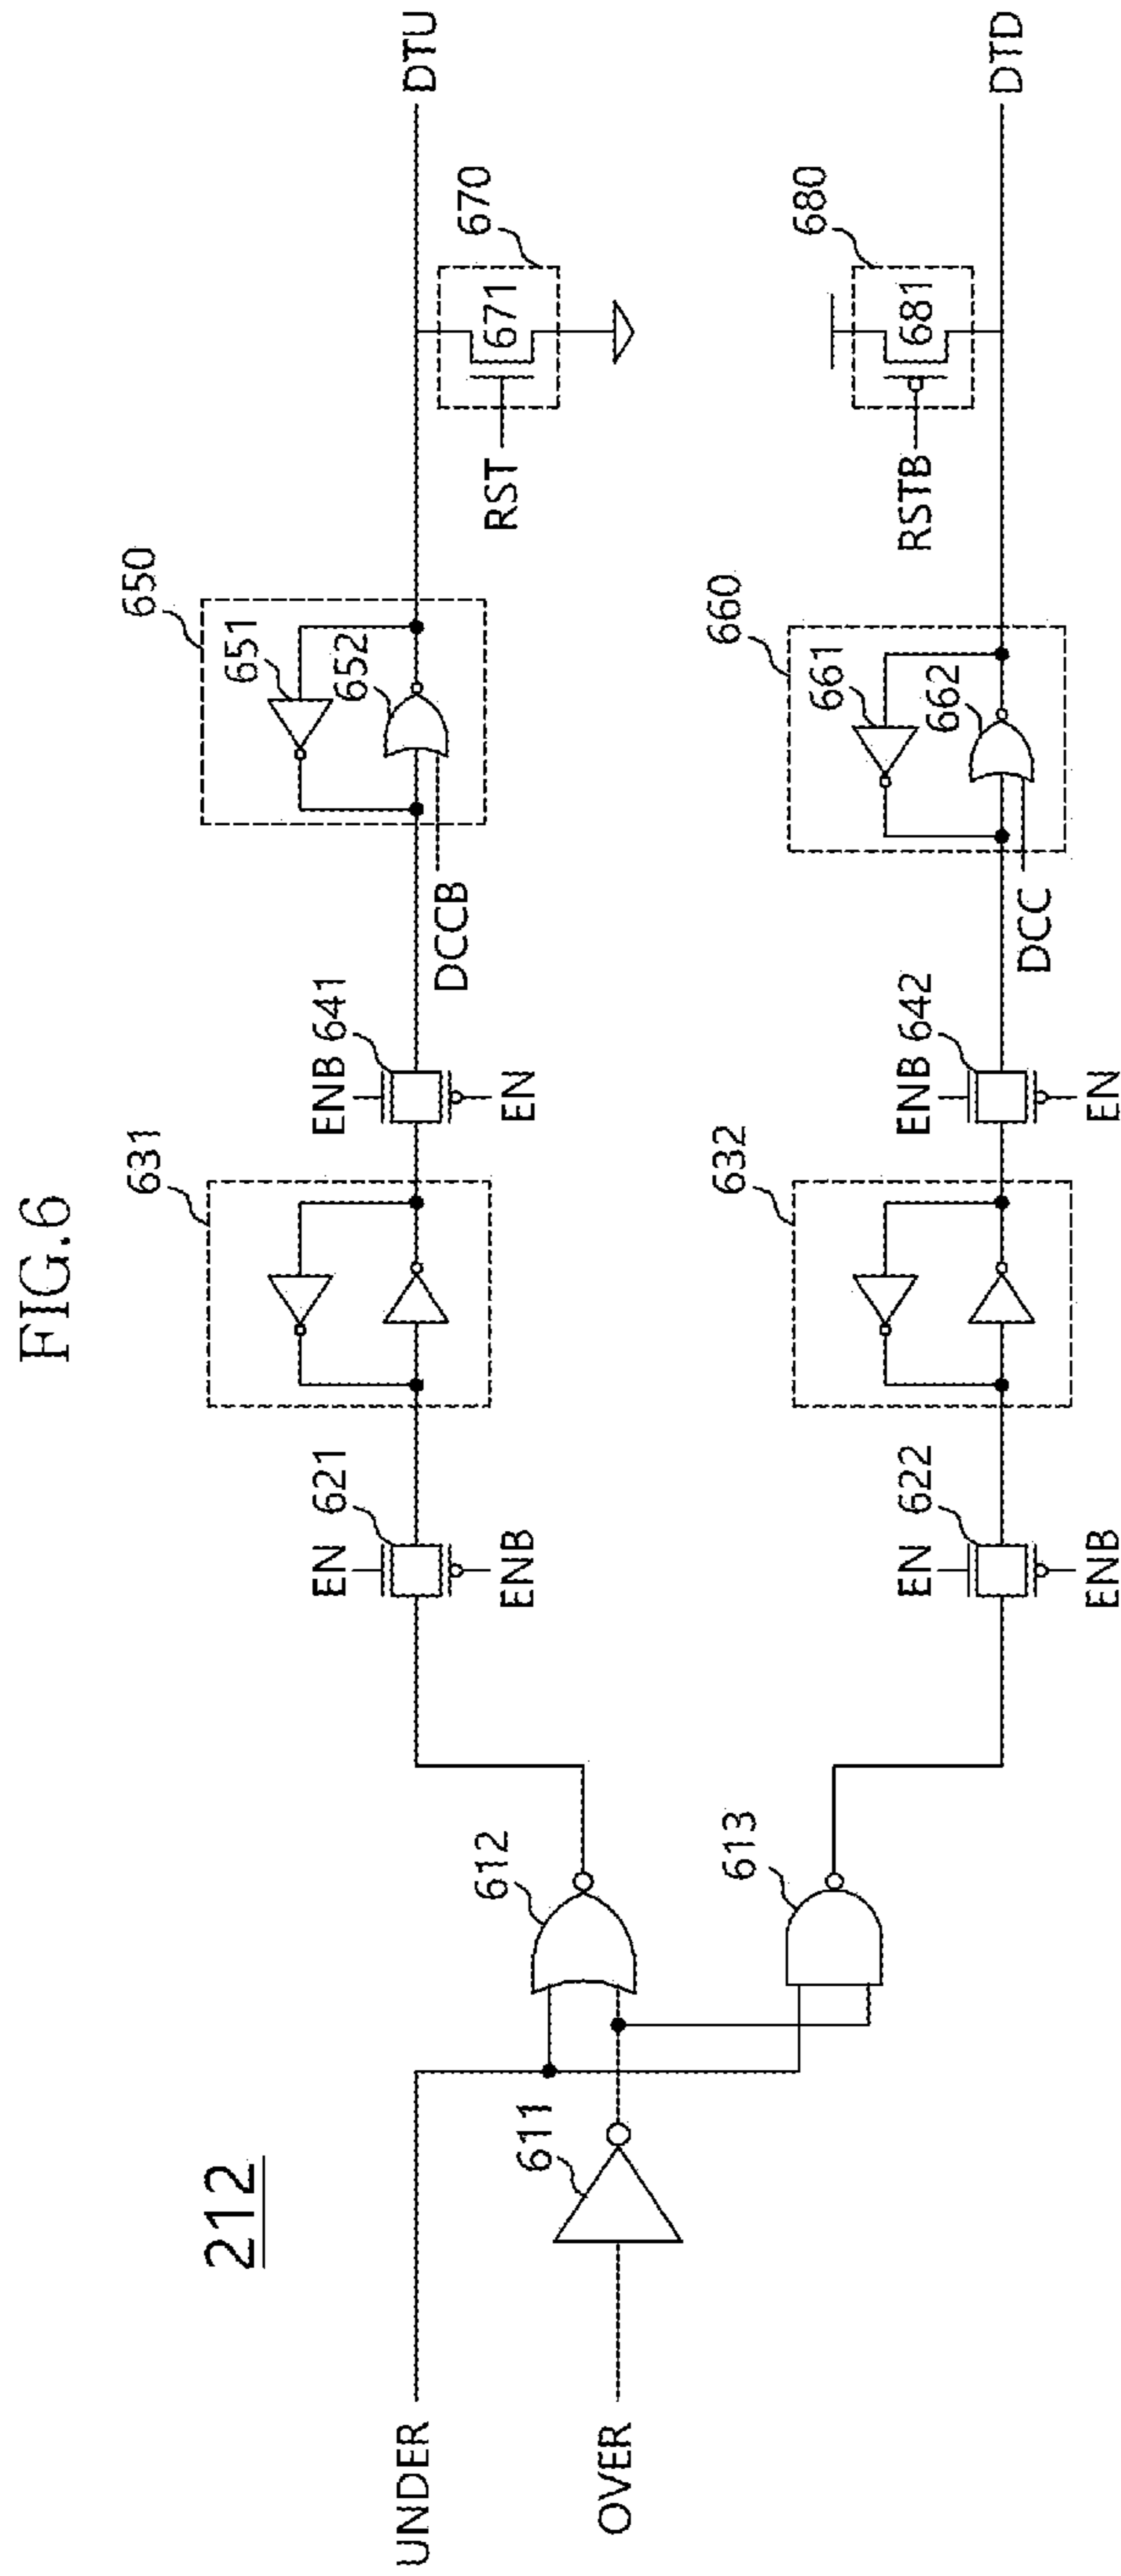 FIG.6
212
UNDER
OVER
611
612
613
EN
621
ENB
EN
622
ENB
631
632
ENB
641
EN
ENB
642
EN
650
651
652
DCCB
660
661
662
DCC
670
671
RST
680
681
RSTB
DTU
DTD